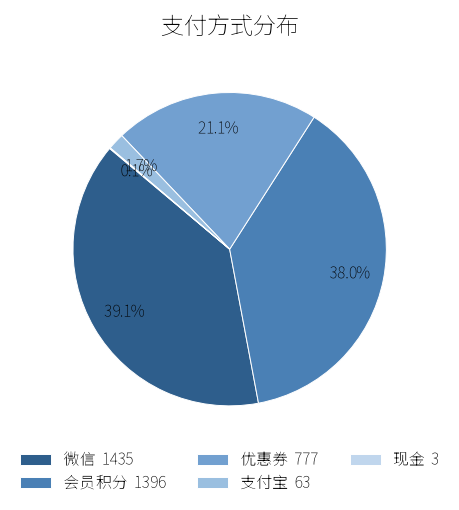 支付方式分布
21.1%
1.7%
0.1%
38.0%
39.1%
微信 1435
优惠券 777
现金 3
会员积分 1396
支付宝 63